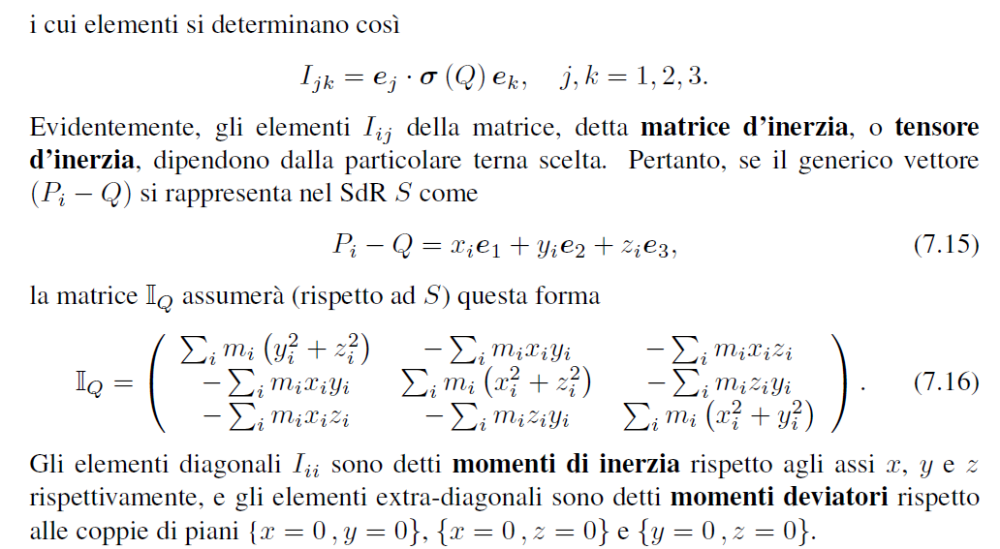 i cui elementi si determinano così
I_{jk} = e_j · σ (Q) e_k, j, k = 1, 2, 3.
Evidentemente, gli elementi I_{ij} della matrice, detta matrice d'inerzia, o tensore
d'inerzia, dipendono dalla particolare terna scelta. Pertanto, se il generico vettore
(P_i − Q) si rappresenta nel SdR S come
P_i − Q = x_i e_1 + y_i e_2 + z_i e_3, (7.15)
la matrice 𝕀_Q assumerà (rispetto ad S) questa forma
𝕀_Q = ( ∑_i m_i (y_i^2 + z_i^2) − ∑_i m_i x_i y_i − ∑_i m_i x_i z_i
− ∑_i m_i x_i y_i ∑_i m_i (x_i^2 + z_i^2) − ∑_i m_i z_i y_i
− ∑_i m_i x_i z_i − ∑_i m_i z_i y_i ∑_i m_i (x_i^2 + y_i^2) ) . (7.16)
Gli elementi diagonali I_{ii} sono detti momenti di inerzia rispetto agli assi x, y e z
rispettivamente, e gli elementi extra-diagonali sono detti momenti deviatori rispetto
alle coppie di piani {x = 0 , y = 0}, {x = 0 , z = 0} e {y = 0 , z = 0}.